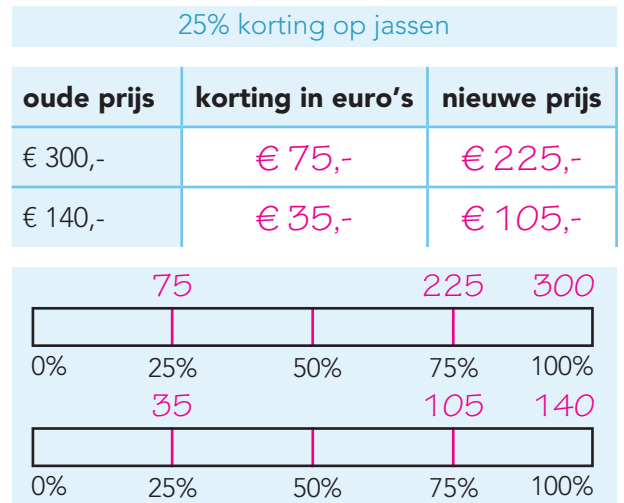 25% korting op jassen
oude prijs korting in euro's nieuwe prijs
€ 300,- € 75,- € 225,-
€ 140,- € 35,- € 105,-
75 225 300
0% 25% 50% 75% 100%
35 105 140
0% 25% 50% 75% 100%